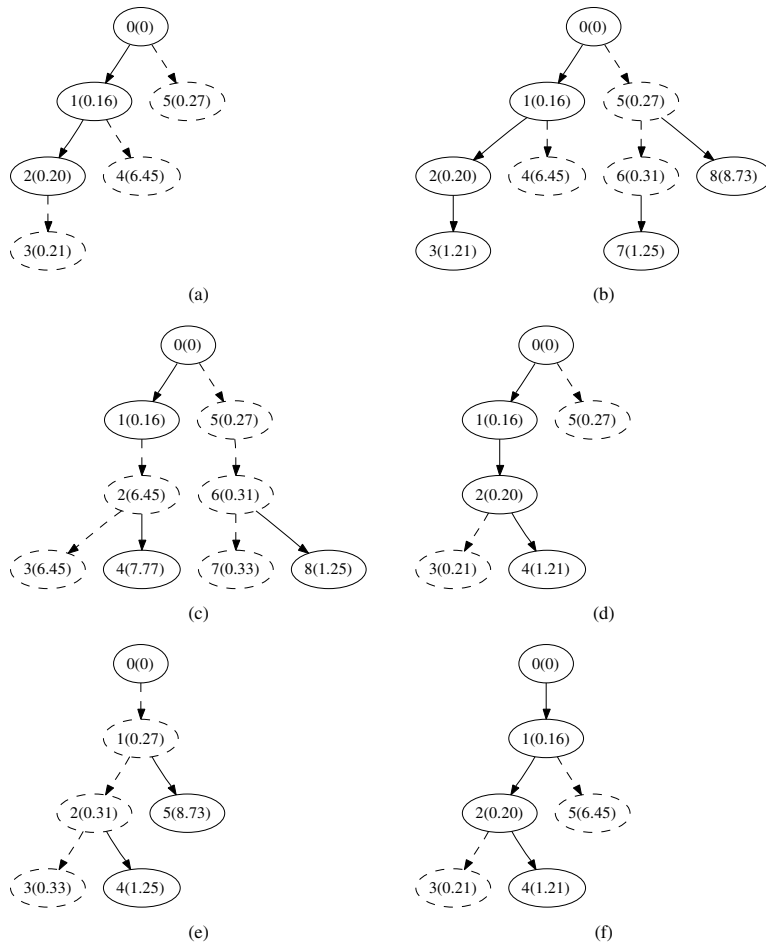 0(0)
1(0.16) 5(0.27)
2(0.20) 4(6.45)
3(0.21)
(a)
0(0)
1(0.16) 5(0.27)
2(0.20) 4(6.45) 6(0.31) 8(8.73)
3(1.21) 7(1.25)
(b)
0(0)
1(0.16) 5(0.27)
2(6.45) 6(0.31)
3(6.45) 4(7.77) 7(0.33) 8(1.25)
(c)
0(0)
1(0.16) 5(0.27)
2(0.20)
3(0.21) 4(1.21)
(d)
0(0)
1(0.27)
2(0.31) 5(8.73)
3(0.33) 4(1.25)
(e)
0(0)
1(0.16)
2(0.20) 5(6.45)
3(0.21) 4(1.21)
(f)